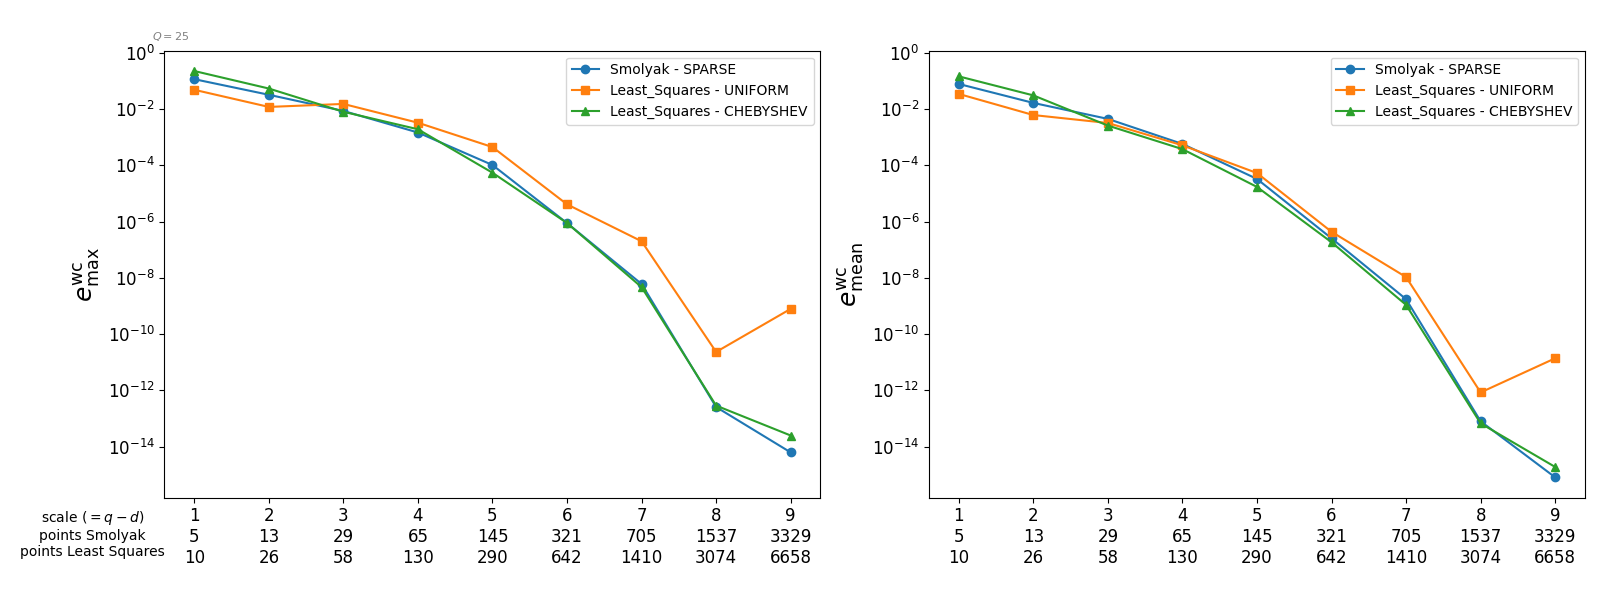 Q = 25
10^0
10^−2
10^−4
10^−6
10^−8
10^−10
10^−12
10^−14
e^wc_max
Smolyak - SPARSE
Least_Squares - UNIFORM
Least_Squares - CHEBYSHEV
scale (= q − d) 1 2 3 4 5 6 7 8 9
points Smolyak 5 13 29 65 145 321 705 1537 3329
points Least Squares 10 26 58 130 290 642 1410 3074 6658
10^0
10^−2
10^−4
10^−6
10^−8
10^−10
10^−12
10^−14
e^wc_mean
Smolyak - SPARSE
Least_Squares - UNIFORM
Least_Squares - CHEBYSHEV
1 2 3 4 5 6 7 8 9
5 13 29 65 145 321 705 1537 3329
10 26 58 130 290 642 1410 3074 6658